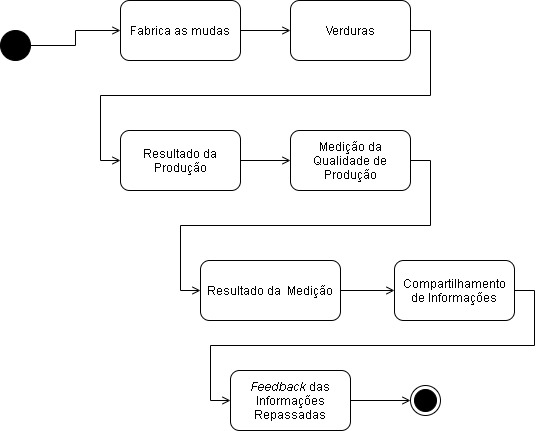 Fabrica as mudas
Verduras
Resultado da
Produção
Medição da
Qualidade de
Produção
Resultado da Medição
Compartilhamento
de Informações
Feedback das
Informações
Repassadas